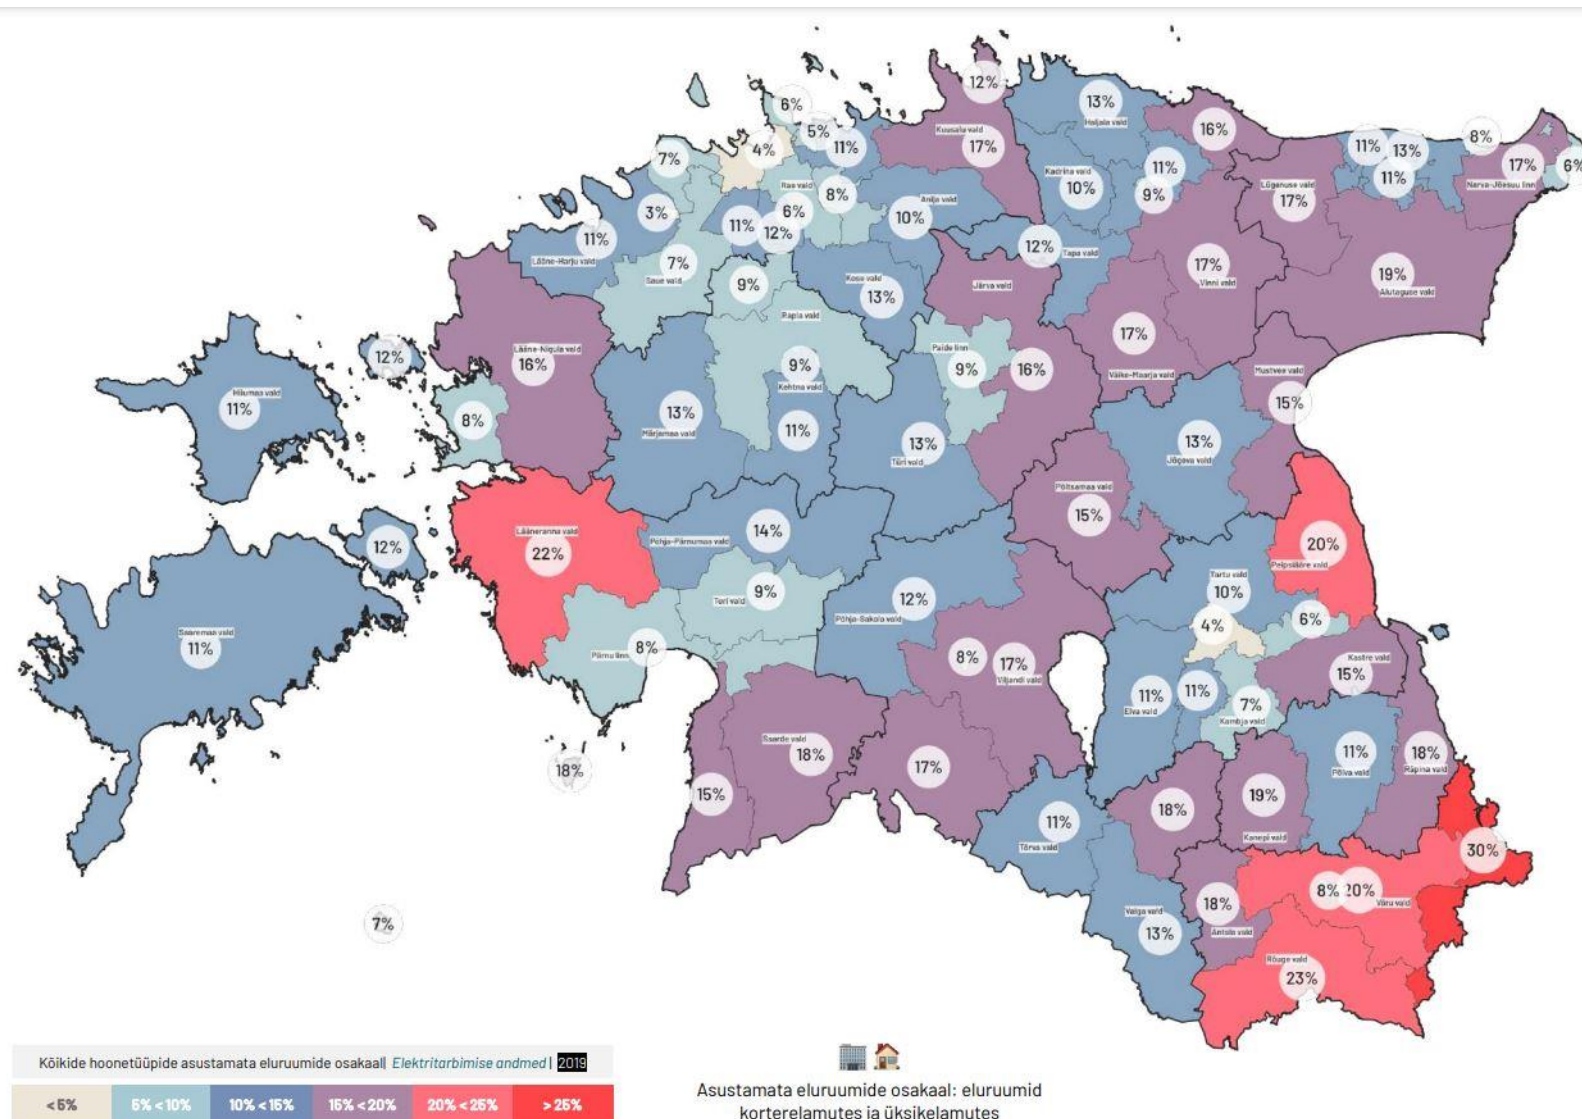 12%
6%
13%
Haljala vald
5%
4%
11%
Kuusalu vald
17%
16%
7%
11%
13%
8%
Kadrina vald
11%
11%
17%
6%
Narva-Jõesuu linn
Rae vald
8%
10%
9%
Lüganuse vald
17%
3%
6%
Anija vald
10%
11%
12%
11%
Lääne-Harju vald
12%
Tapa vald
7%
Saue vald
17%
Vinni vald
19%
Alutaguse vald
9%
Kose vald
13%
Järva vald
Rapla vald
17%
Väike-Maarja vald
Lääne-Nigula vald
16%
12%
Paide linn
9%
16%
9%
Kehtna vald
Mustvee vald
15%
Hiiumaa vald
11%
8%
13%
Märjamaa vald
11%
13%
Türi vald
13%
Jõgeva vald
Põltsamaa vald
15%
Lääneranna vald
22%
14%
Põhja-Pärnumaa vald
12%
20%
Peipsiääre vald
Tartu vald
10%
9%
Tori vald
12%
Põhja-Sakala vald
4%
6%
Saaremaa vald
11%
8%
Pärnu linn
8%
17%
Viljandi vald
Kastre vald
15%
11%
Elva vald
11%
7%
Kambja vald
Saarde vald
18%
17%
11%
Põlva vald
18%
Räpina vald
18%
15%
18%
19%
Kanepi vald
11%
Tõrva vald
30%
8%
20%
Võru vald
7%
Valga vald
13%
18%
Antsla vald
Rõuge vald
23%
Kõikide hoonetüüpide asustamata eluruumide osakaal| Elektritarbimise andmed | 2019
<5% 5% <10% 10% <15% 15% <20% 20% <25% > 25%
Asustamata eluruumide osakaal: eluruumid
korterelamutes ja üksikelamutes